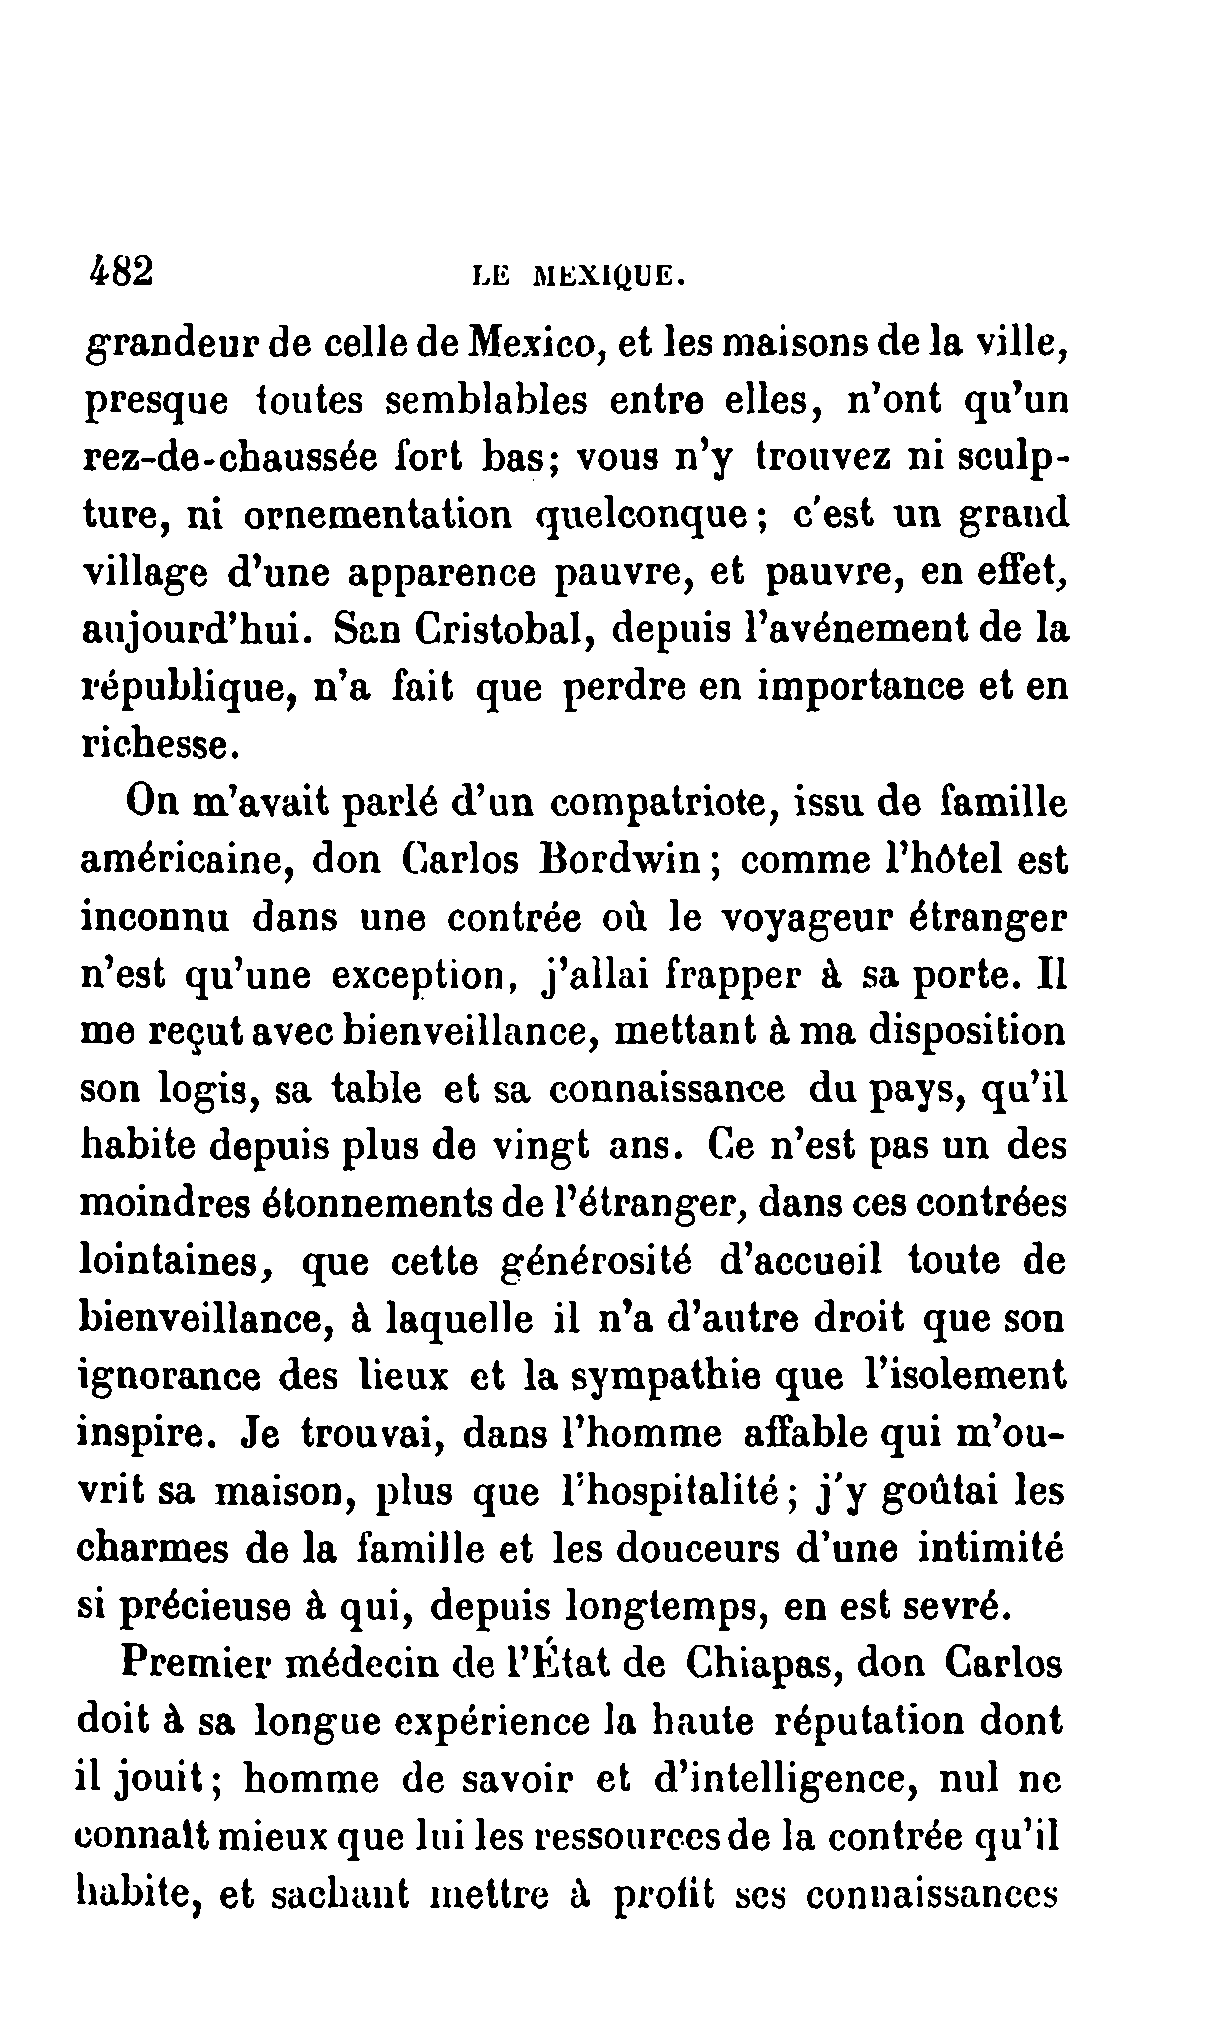 482 LE MEXIQUE.
grandeur de celle de Mexico, et les maisons de la ville,
presque toutes semblables entre elles, n'ont qu'un
rez-de-chaussée fort bas; vous n'y trouvez ni sculp-
ture, ni ornementation quelconque; c'est un grand
village d'une apparence pauvre, et pauvre, en effet,
aujourd'hui. San Cristobal, depuis l'avénement de la
république, n'a fait que perdre en importance et en
richesse.
On m'avait parlé d'un compatriote, issu de famille
américaine, don Carlos Bordwin; comme l'hôtel est
inconnu dans une contrée où le voyageur étranger
n'est qu'une exception, j'allai frapper à sa porte. Il
me reçut avec bienveillance, mettant à ma disposition
son logis, sa table et sa connaissance du pays, qu'il
habite depuis plus de vingt ans. Ce n'est pas un des
moindres étonnements de l'étranger, dans ces contrées
lointaines, que cette générosité d'accueil toute de
bienveillance, à laquelle il n'a d'autre droit que son
ignorance des lieux et la sympathie que l'isolement
inspire. Je trouvai, dans l'homme affable qui m'ou-
vrit sa maison, plus que l'hospitalité; j'y goûtai les
charmes de la famille et les douceurs d'une intimité
si précieuse à qui, depuis longtemps, en est sevré.
Premier médecin de l'État de Chiapas, don Carlos
doit à sa longue expérience la haute réputation dont
il jouit; homme de savoir et d'intelligence, nul ne
connaît mieux que lui les ressources de la contrée qu'il
habite, et sachant mettre à profit ses connaissances